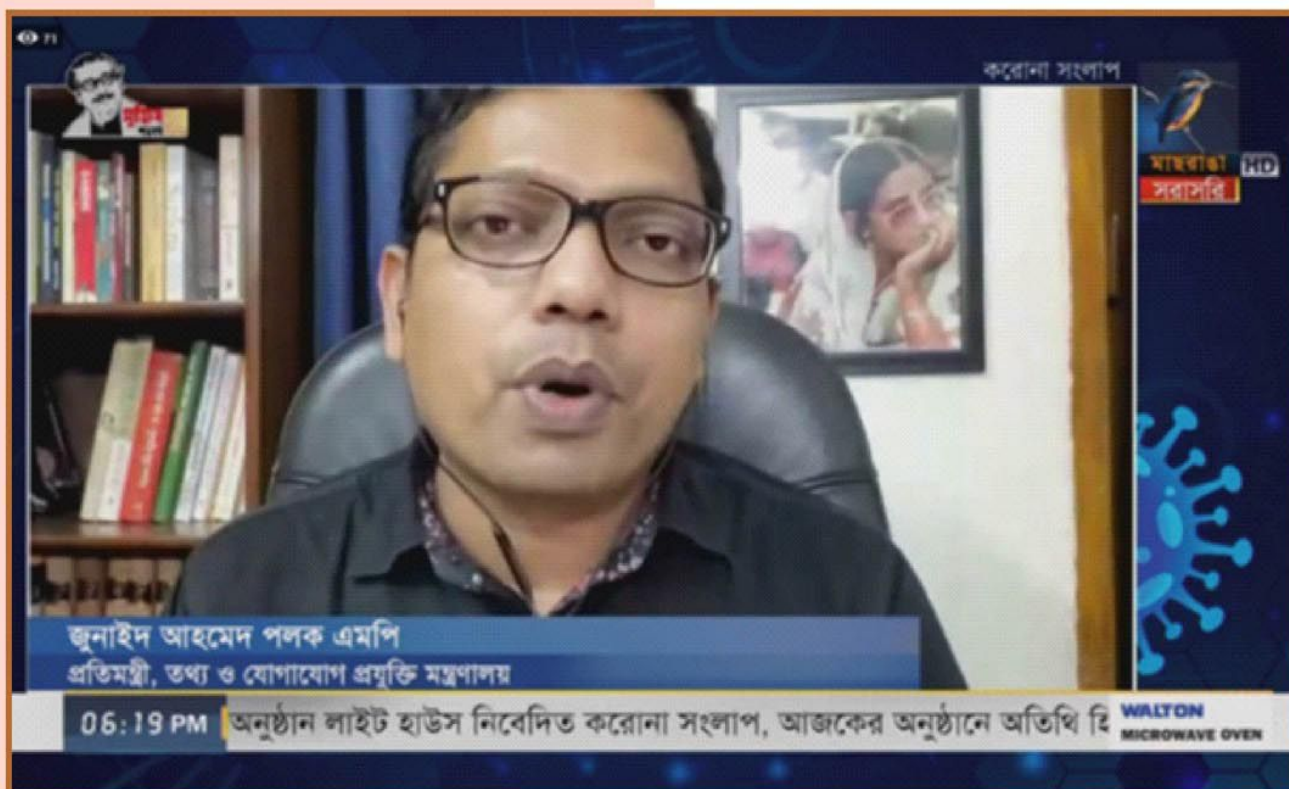 71
করোনা সংলাপ
মুজিব
মাছরাঙা HD
সরাসরি
জুনাইদ আহমেদ পলক এমপি
প্রতিমন্ত্রী, তথ্য ও যোগাযোগ প্রযুক্তি মন্ত্রণালয়
06:19 PM অনুষ্ঠান লাইট হাউস নিবেদিত করোনা সংলাপ, আজকের অনুষ্ঠানে অতিথি হি
WALTON
MICROWAVE OVEN